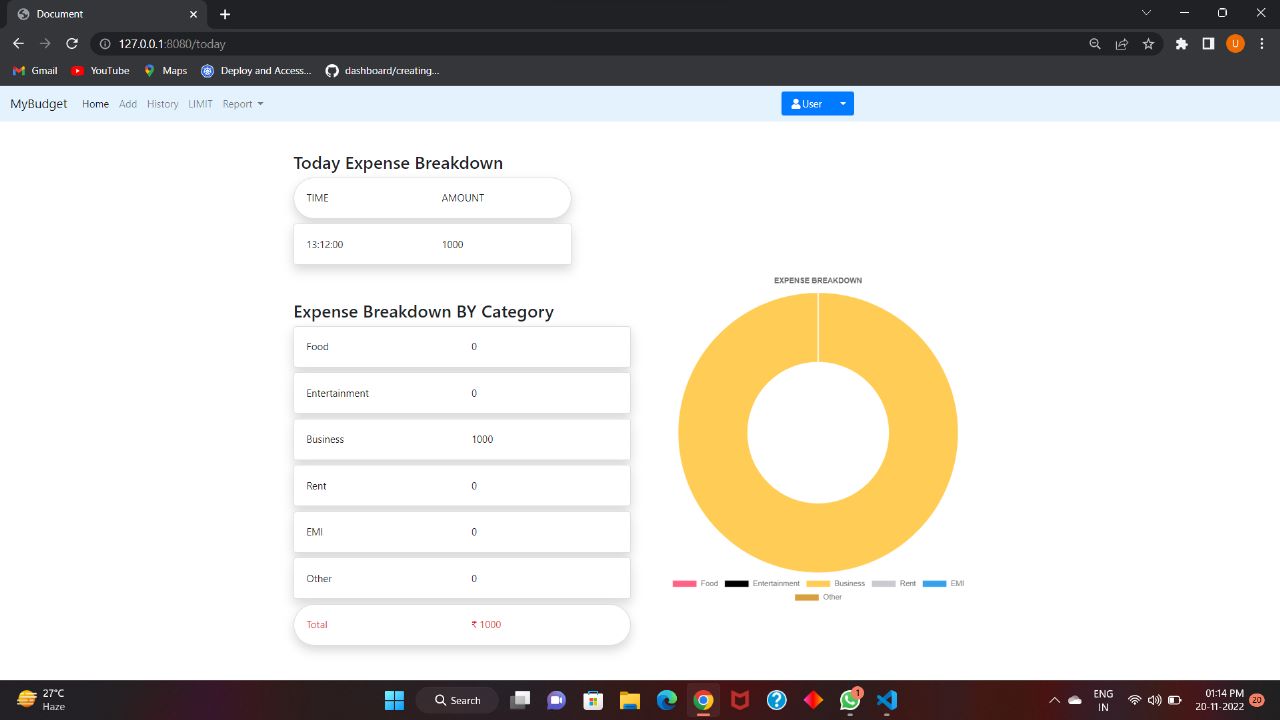 Document
127.0.0.1:8080/today
U
Gmail YouTube Maps Deploy and Access... dashboard/creating...
MyBudget Home Add History LIMIT Report User
Today Expense Breakdown
TIME AMOUNT
13:12:00 1000
Expense Breakdown BY Category
Food 0
Entertainment 0
Business 1000
Rent 0
EMI 0
Other 0
Total ₹ 1000
EXPENSE BREAKDOWN
Food Entertainment Business Rent EMI
Other
27°C
Haze
Search
1
ENG
IN
01:14 PM
20-11-2022
20